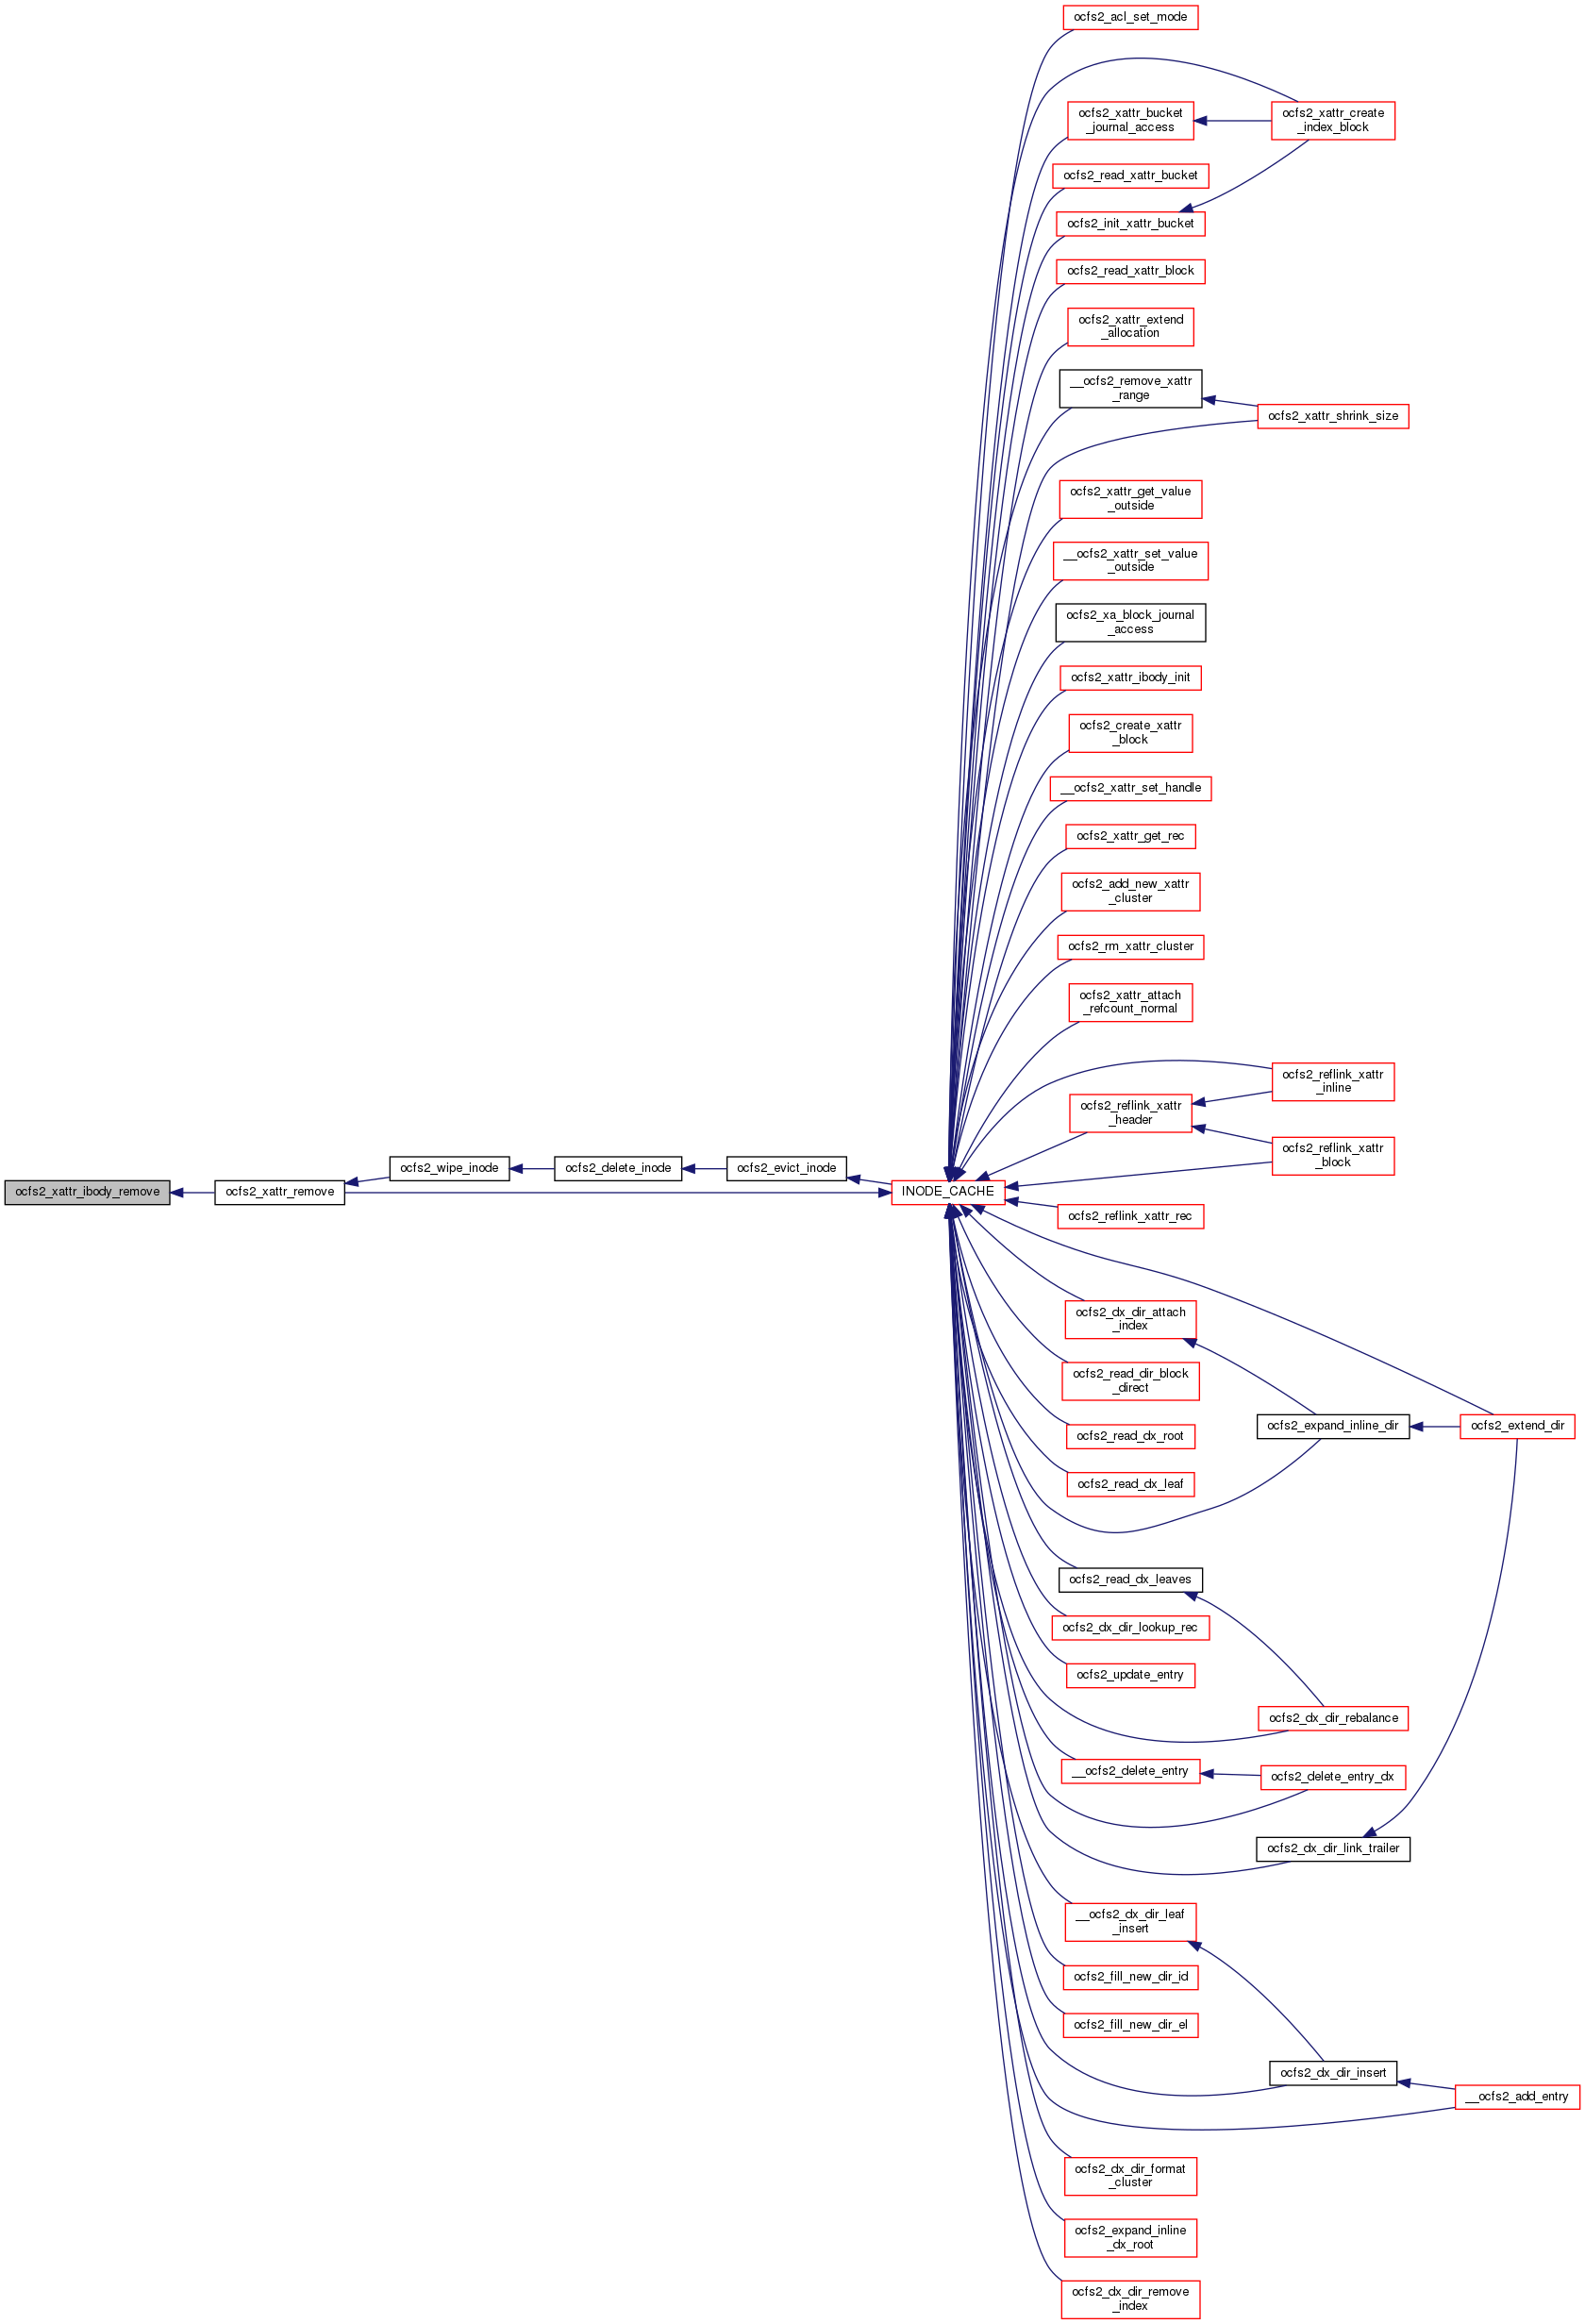 ocfs2_acl_set_mode
ocfs2_xattr_bucket
_journal_access
ocfs2_xattr_create
_index_block
ocfs2_read_xattr_bucket
ocfs2_init_xattr_bucket
ocfs2_read_xattr_block
ocfs2_xattr_extend
_allocation
__ocfs2_remove_xattr
_range
ocfs2_xattr_shrink_size
ocfs2_xattr_get_value
_outside
__ocfs2_xattr_set_value
_outside
ocfs2_xa_block_journal
_access
ocfs2_xattr_ibody_init
ocfs2_create_xattr
_block
__ocfs2_xattr_set_handle
ocfs2_xattr_get_rec
ocfs2_add_new_xattr
_cluster
ocfs2_rm_xattr_cluster
ocfs2_xattr_attach
_refcount_normal
ocfs2_reflink_xattr
_inline
ocfs2_reflink_xattr
_header
ocfs2_reflink_xattr
_block
ocfs2_wipe_inode
ocfs2_delete_inode
ocfs2_evict_inode
ocfs2_xattr_ibody_remove
ocfs2_xattr_remove
INODE_CACHE
ocfs2_reflink_xattr_rec
ocfs2_dx_dir_attach
_index
ocfs2_read_dir_block
_direct
ocfs2_read_dx_root
ocfs2_expand_inline_dir
ocfs2_extend_dir
ocfs2_read_dx_leaf
ocfs2_read_dx_leaves
ocfs2_dx_dir_lookup_rec
ocfs2_update_entry
ocfs2_dx_dir_rebalance
__ocfs2_delete_entry
ocfs2_delete_entry_dx
ocfs2_dx_dir_link_trailer
__ocfs2_dx_dir_leaf
_insert
ocfs2_fill_new_dir_id
ocfs2_fill_new_dir_el
ocfs2_dx_dir_insert
__ocfs2_add_entry
ocfs2_dx_dir_format
_cluster
ocfs2_expand_inline
_dx_root
ocfs2_dx_dir_remove
_index